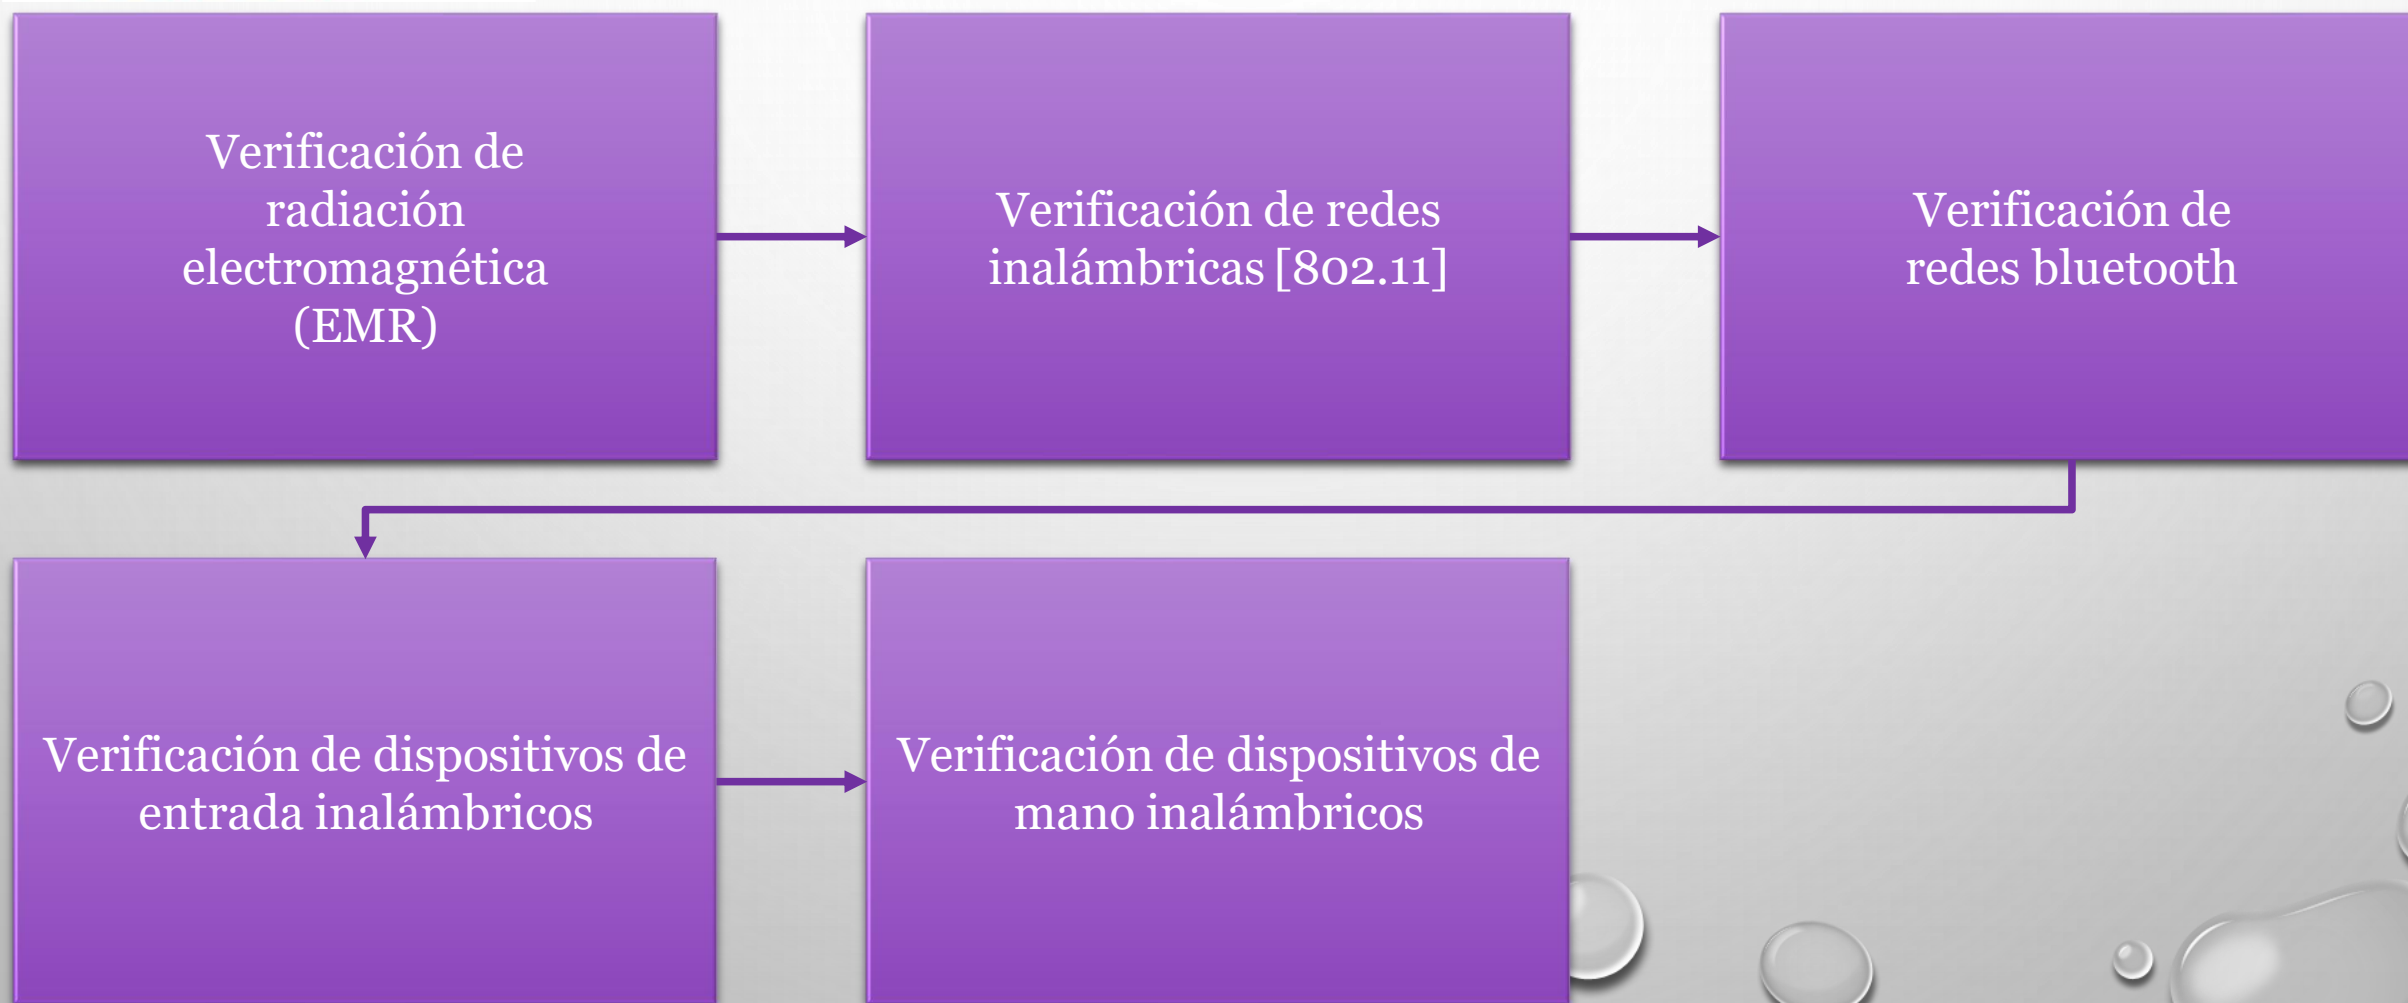 Verificación de
radiación
electromagnética
(EMR)
Verificación de redes
inalámbricas [802.11]
Verificación de
redes bluetooth
Verificación de dispositivos de
entrada inalámbricos
Verificación de dispositivos de
mano inalámbricos